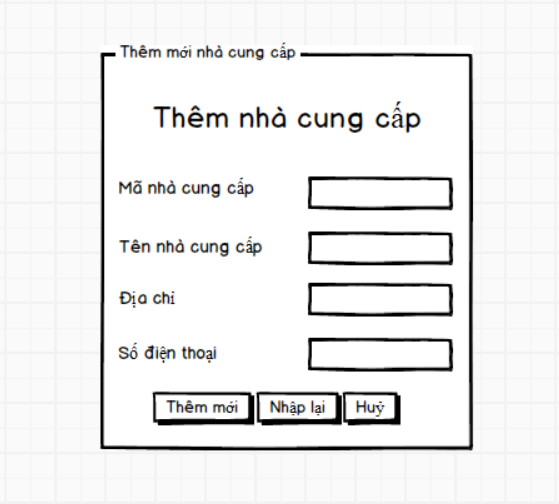 Thêm mới nhà cung cấp
Thêm nhà cung cấp
Mã nhà cung cấp
Tên nhà cung cấp
Địa chỉ
Số điện thoại
Thêm mới Nhập lại Huỷ